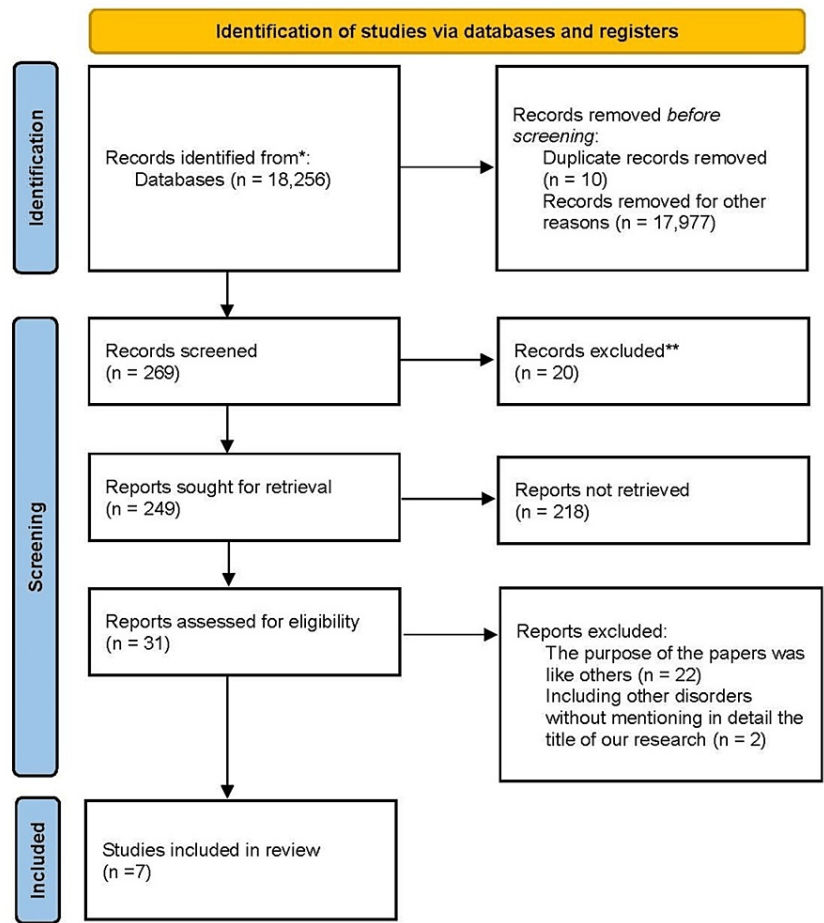 Identification of studies via databases and registers
Identification
Records identified from*:
Databases (n = 18,256)
Records removed before
screening:
Duplicate records removed
(n = 10)
Records removed for other
reasons (n = 17,977)
Screening
Records screened
(n = 269)
Records excluded**
(n = 20)
Reports sought for retrieval
(n = 249)
Reports not retrieved
(n = 218)
Reports assessed for eligibility
(n = 31)
Reports excluded:
The purpose of the papers was
like others (n = 22)
Including other disorders
without mentioning in detail the
title of our research (n = 2)
Included
Studies included in review
(n =7)